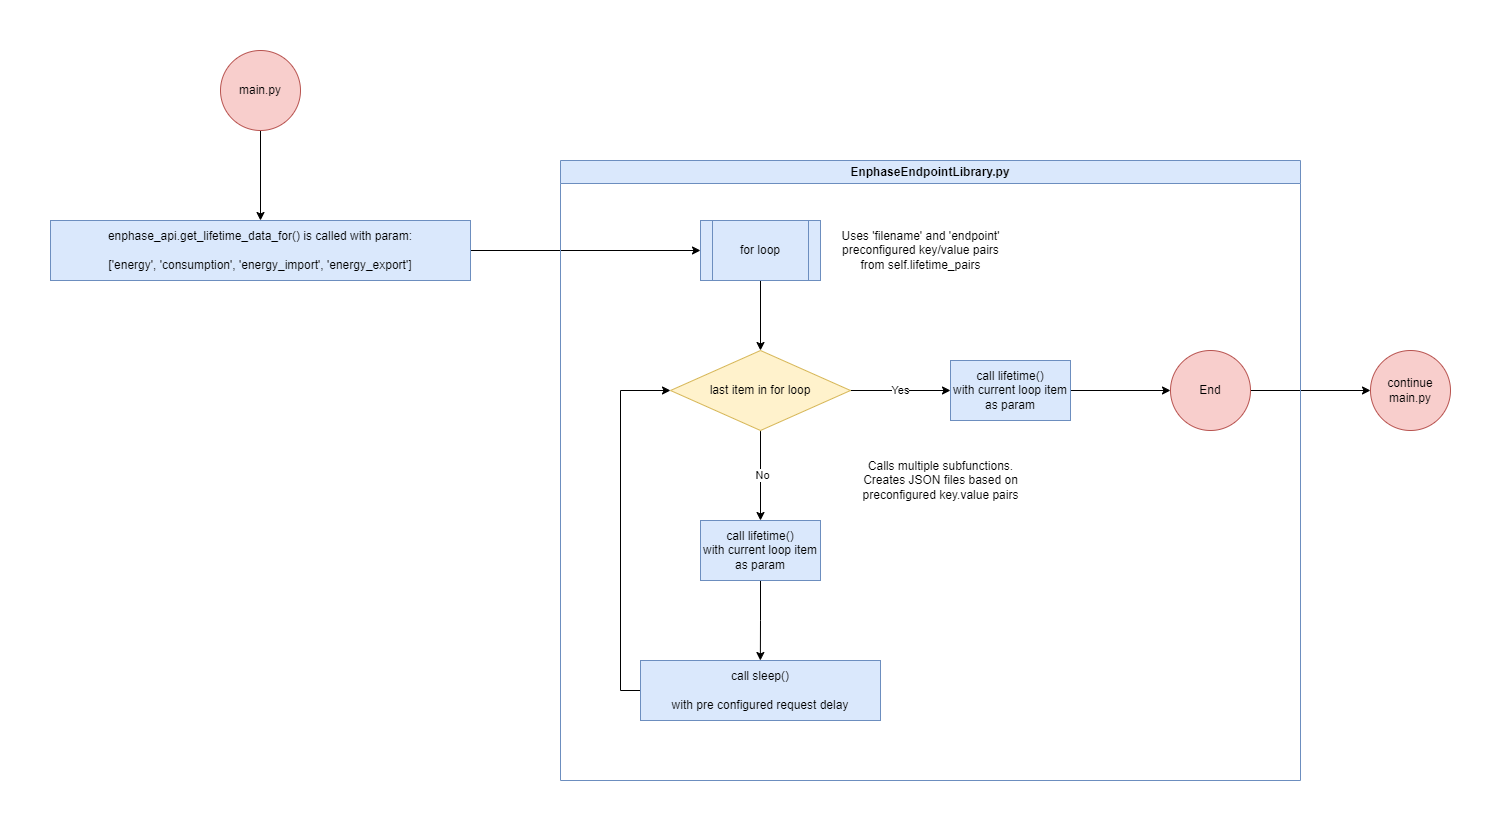 main.py
EnphaseEndpointLibrary.py
enphase_api.get_lifetime_data_for() is called with param:
['energy', 'consumption', 'energy_import', 'energy_export']
for loop
Uses 'filename' and 'endpoint'
preconfigured key/value pairs
from self.lifetime_pairs
last item in for loop
Yes
call lifetime()
with current loop item
as param
End
continue
main.py
No
Calls multiple subfunctions.
Creates JSON files based on
preconfigured key.value pairs
call lifetime()
with current loop item
as param
call sleep()
with pre configured request delay